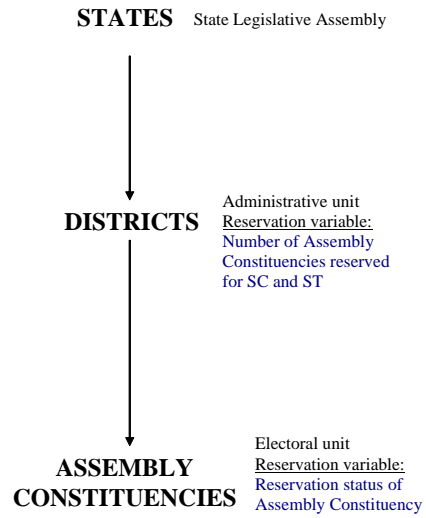 STATES State Legislative Assembly
DISTRICTS
Administrative unit
Reservation variable:
Number of Assembly
Constituencies reserved
for SC and ST
ASSEMBLY
CONSTITUENCIES
Electoral unit
Reservation variable:
Reservation status of
Assembly Constituency